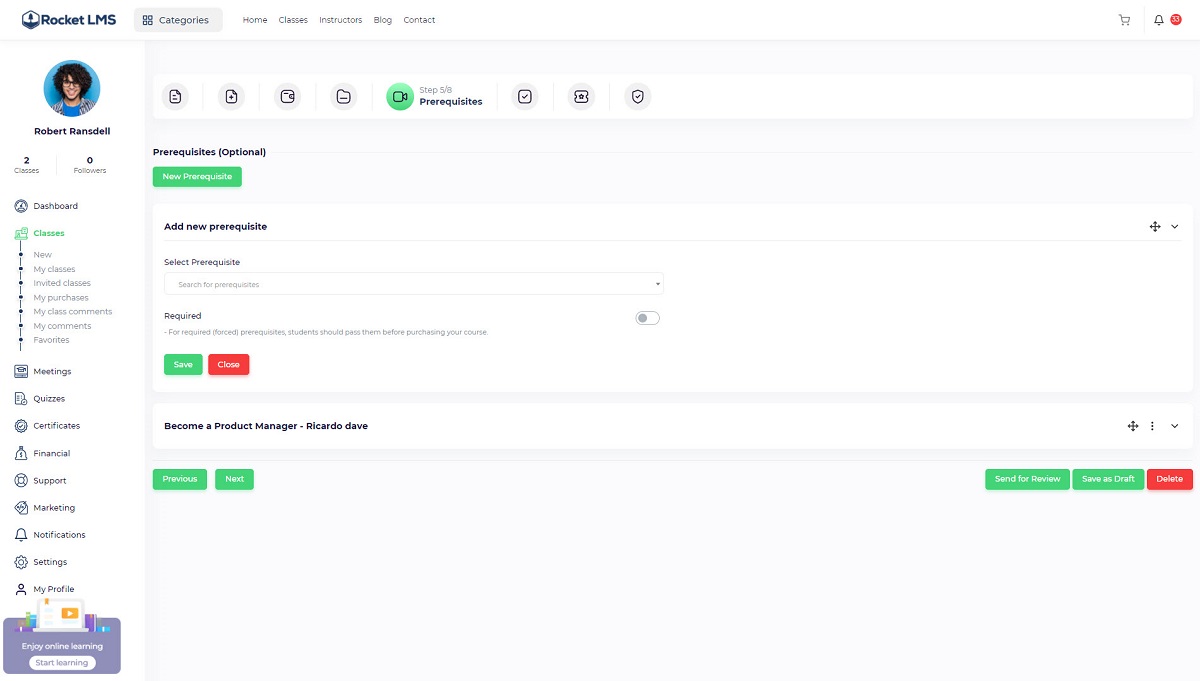 Rocket LMS
Categories
Home
Classes
Instructors
Blog
Contact
33
Robert Ransdell
2
Classes
0
Followers
Dashboard
Classes
New
My classes
Invited classes
My purchases
My class comments
My comments
Favorites
Meetings
Quizzes
Certificates
Financial
Support
Marketing
Notifications
Settings
My Profile
Enjoy online learning
Start learning
Step 5/8
Prerequisites
Prerequisites (Optional)
New Prerequisite
Add new prerequisite
Select Prerequisite
Search for prerequisites
Required
- For required (forced) prerequisites, students should pass them before purchasing your course.
Save
Close
Become a Product Manager - Ricardo dave
Previous
Next
Send for Review
Save as Draft
Delete